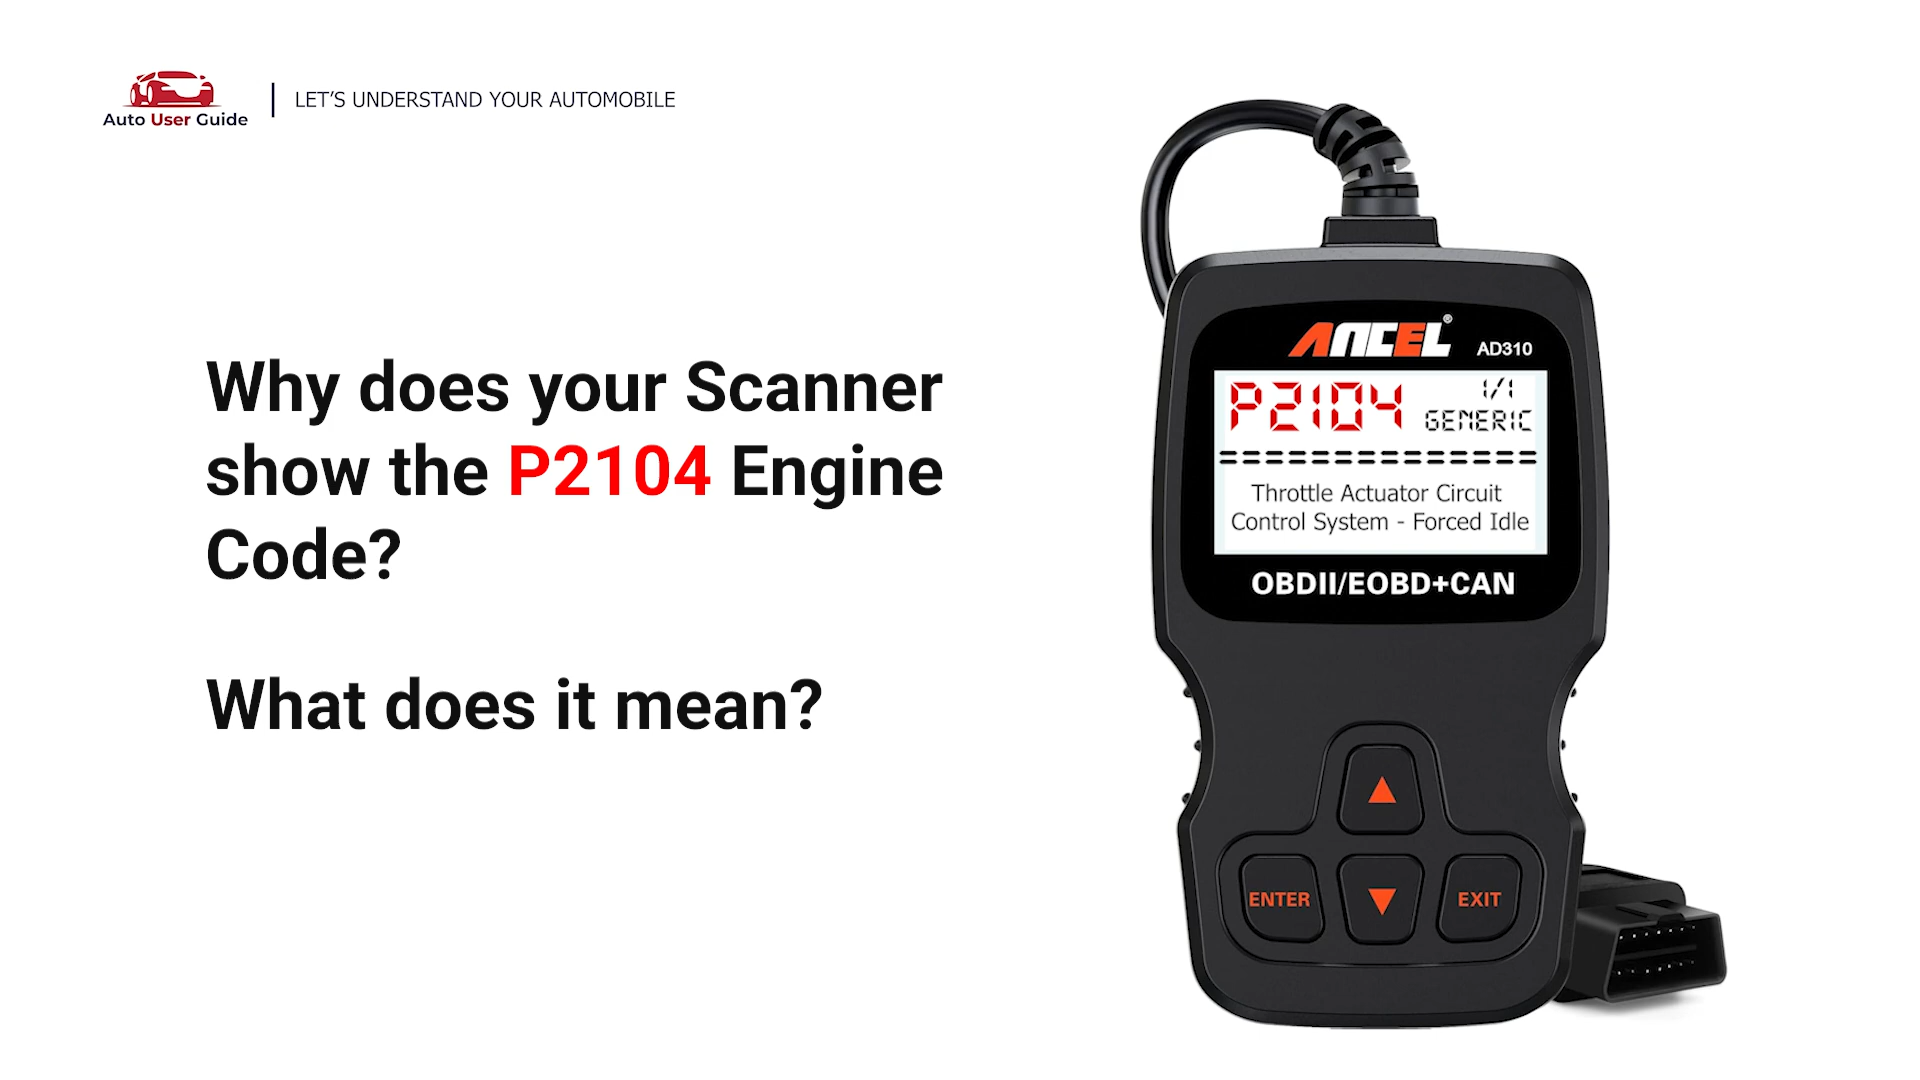 Auto User Guide
LET'S UNDERSTAND YOUR AUTOMOBILE
Why does your Scanner
show the P2104 Engine
Code?
What does it mean?
ANCEL®
AD310
P2104
1/1
GENERIC
================
Throttle Actuator Circuit
Control System - Forced Idle
OBDII/EOBD+CAN
ENTER
EXIT